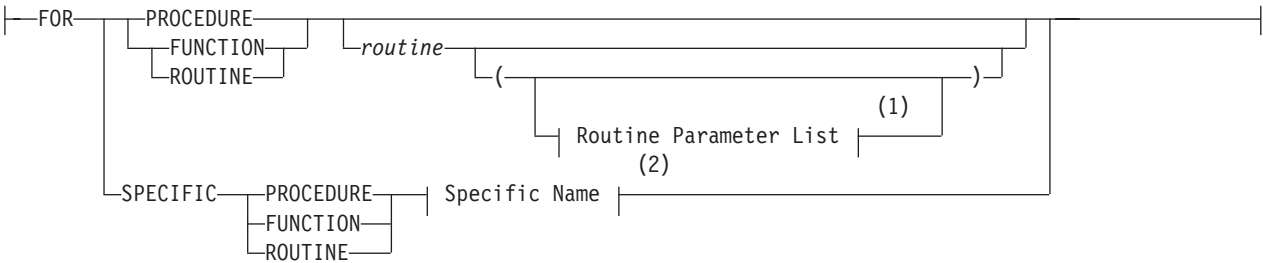 FOR PROCEDURE
FUNCTION routine
ROUTINE ( )
(1)
Routine Parameter List
(2)
SPECIFIC PROCEDURE Specific Name
FUNCTION
ROUTINE